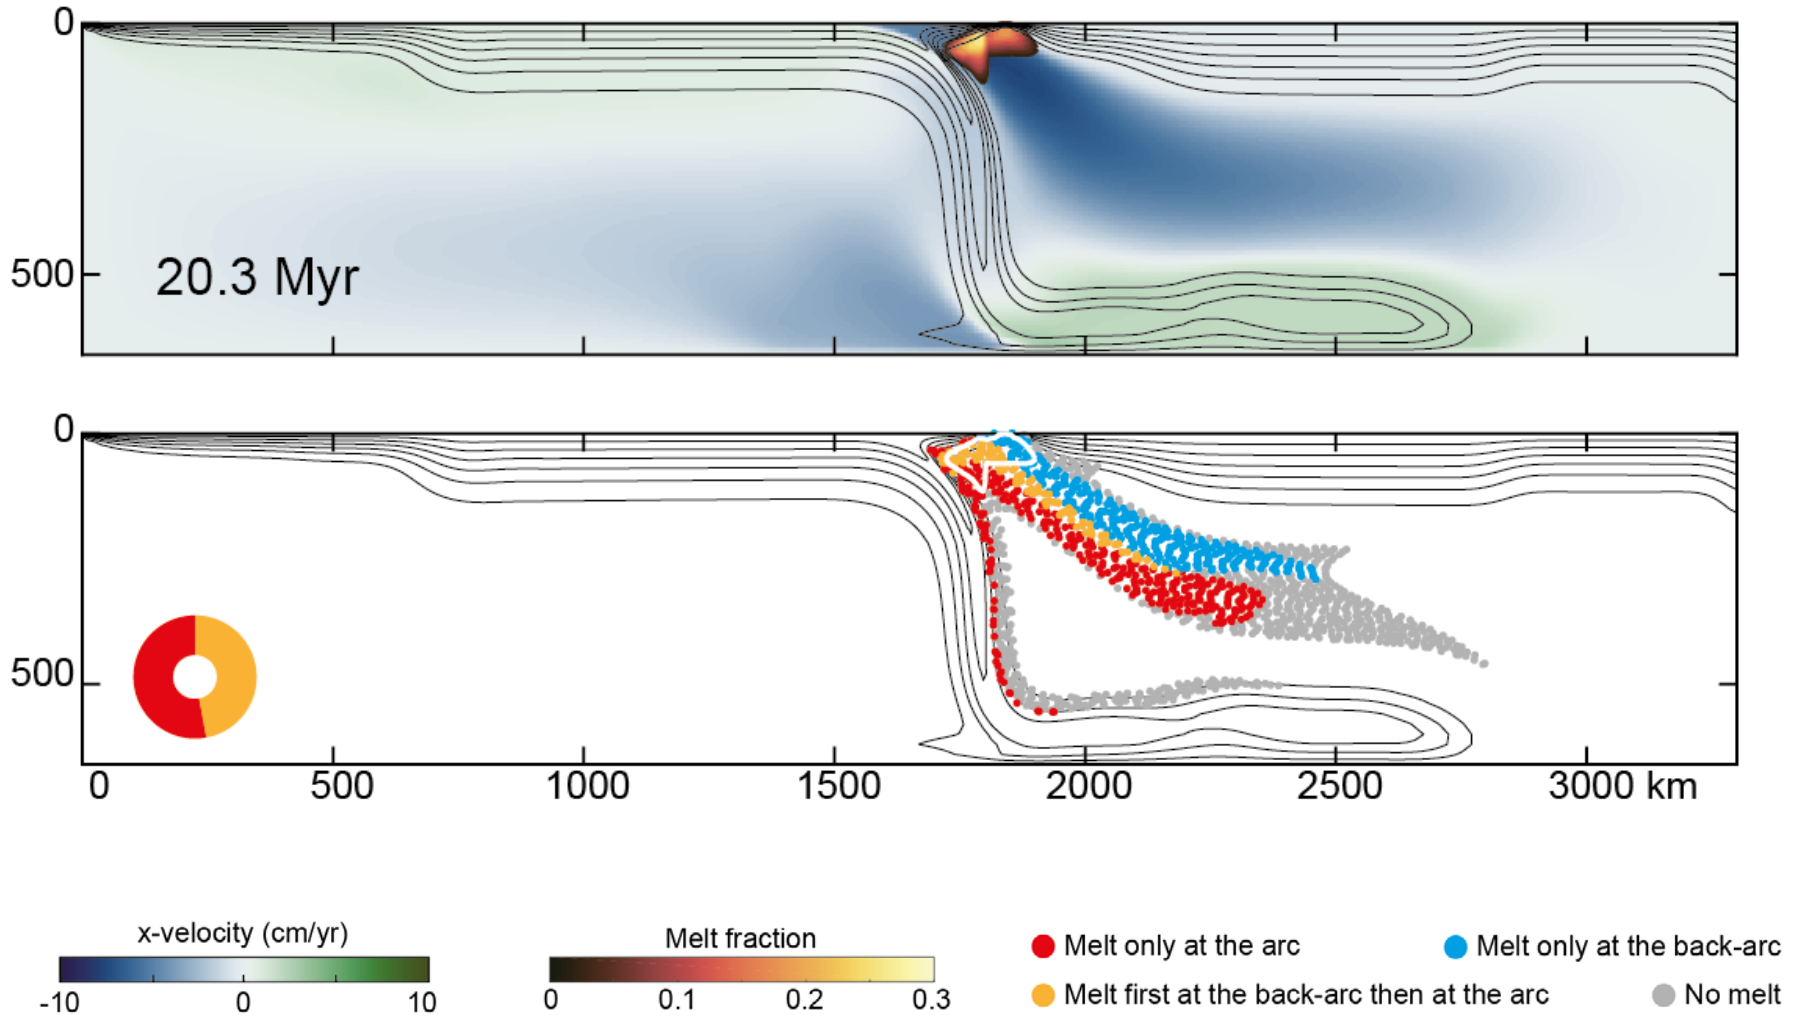 0
500
20.3 Myr
0
500
0 500 1000 1500 2000 2500 3000 km
x-velocity (cm/yr)
-10 0 10
Melt fraction
0 0.1 0.2 0.3
Melt only at the arc
Melt only at the back-arc
Melt first at the back-arc then at the arc
No melt